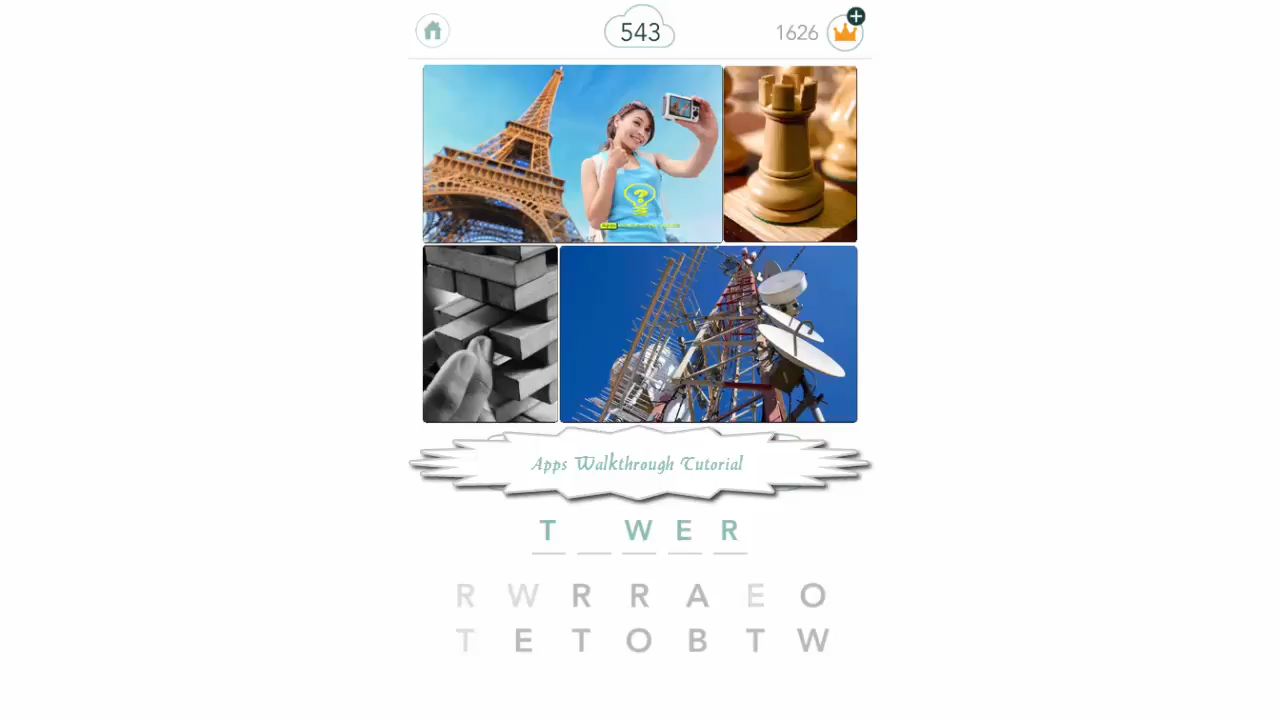 543
1626
Apps Walkthrough Tutorial
T WER
R W R R A E O
T E T O B T W